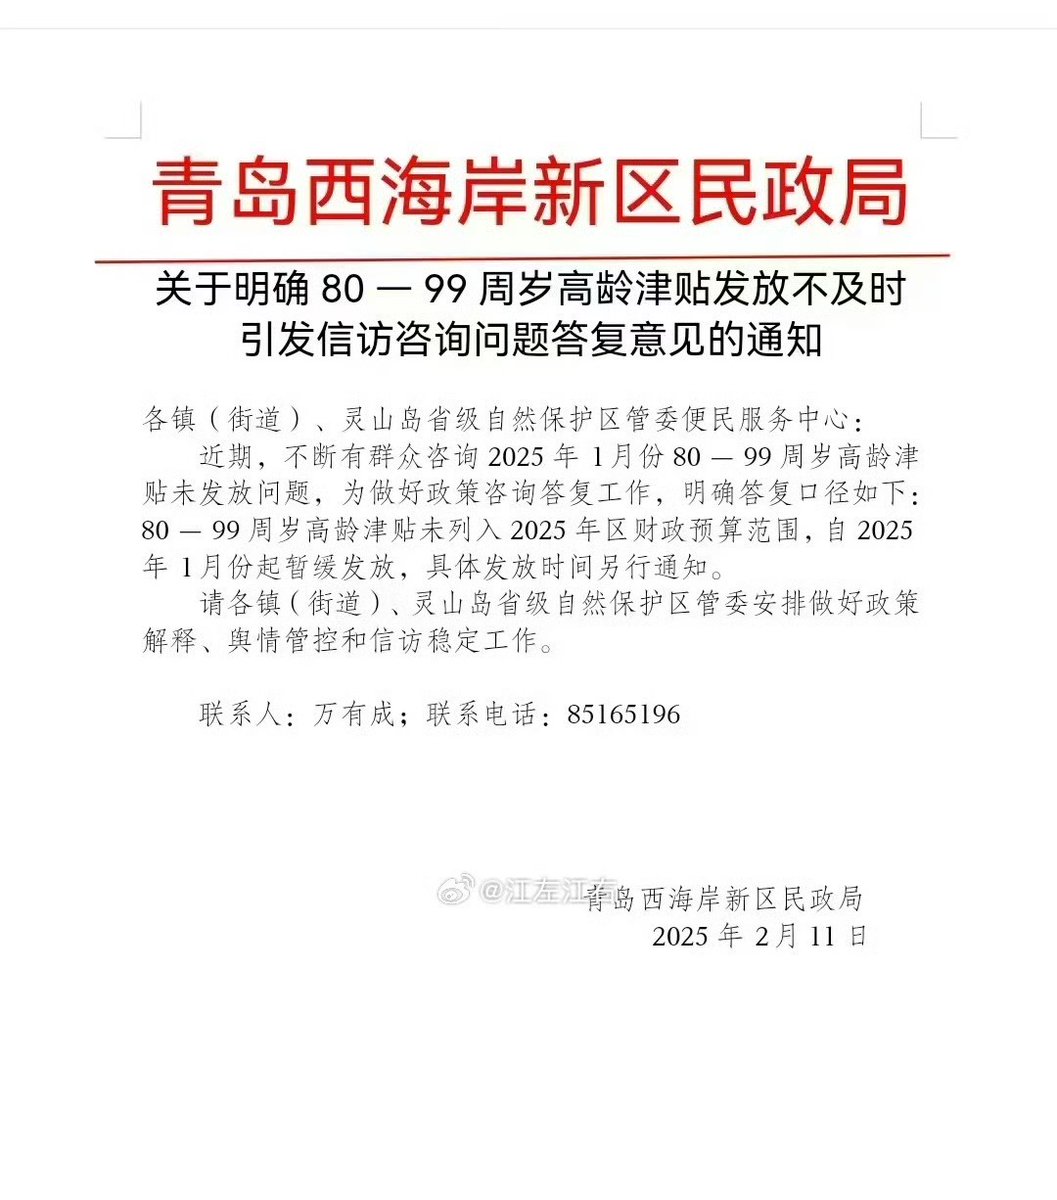 青岛西海岸新区民政局
关于明确 80 — 99 周岁高龄津贴发放不及时
引发信访咨询问题答复意见的通知
各镇（街道）、灵山岛省级自然保护区管委便民服务中心：
近期，不断有群众咨询 2025 年 1月份 80 — 99 周岁高龄津
贴未发放问题，为做好政策咨询答复工作，明确答复口径如下：
80 — 99 周岁高龄津贴未列入 2025 年区财政预算范围，自 2025
年 1月份起暂缓发放，具体发放时间另行通知。
请各镇（街道）、灵山岛省级自然保护区管委安排做好政策
解释、舆情管控和信访稳定工作。
联系人：万有成；联系电话：85165196
@江左江右
青岛西海岸新区民政局
2025 年 2月 11 日